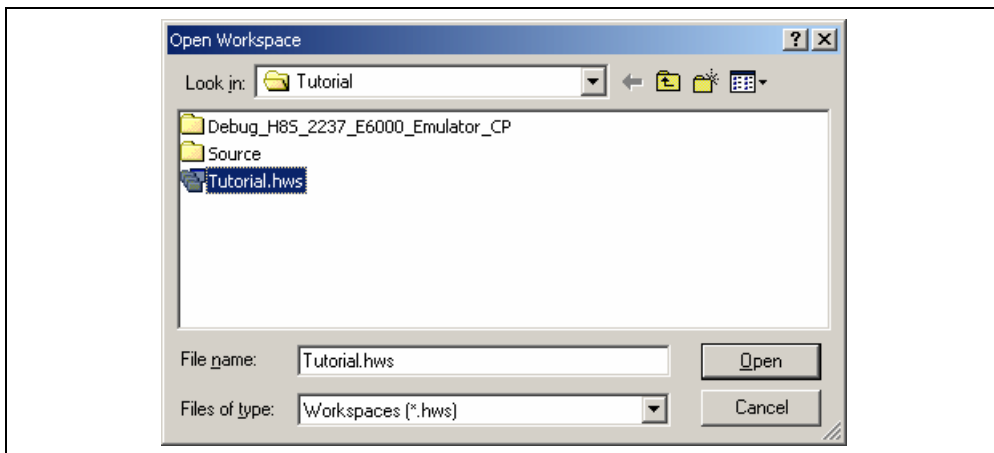 Open Workspace
Look in: Tutorial
Debug_H8S_2237_E6000_Emulator_CP
Source
Tutorial.hws
File name: Tutorial.hws Open
Files of type: Workspaces (*.hws) Cancel